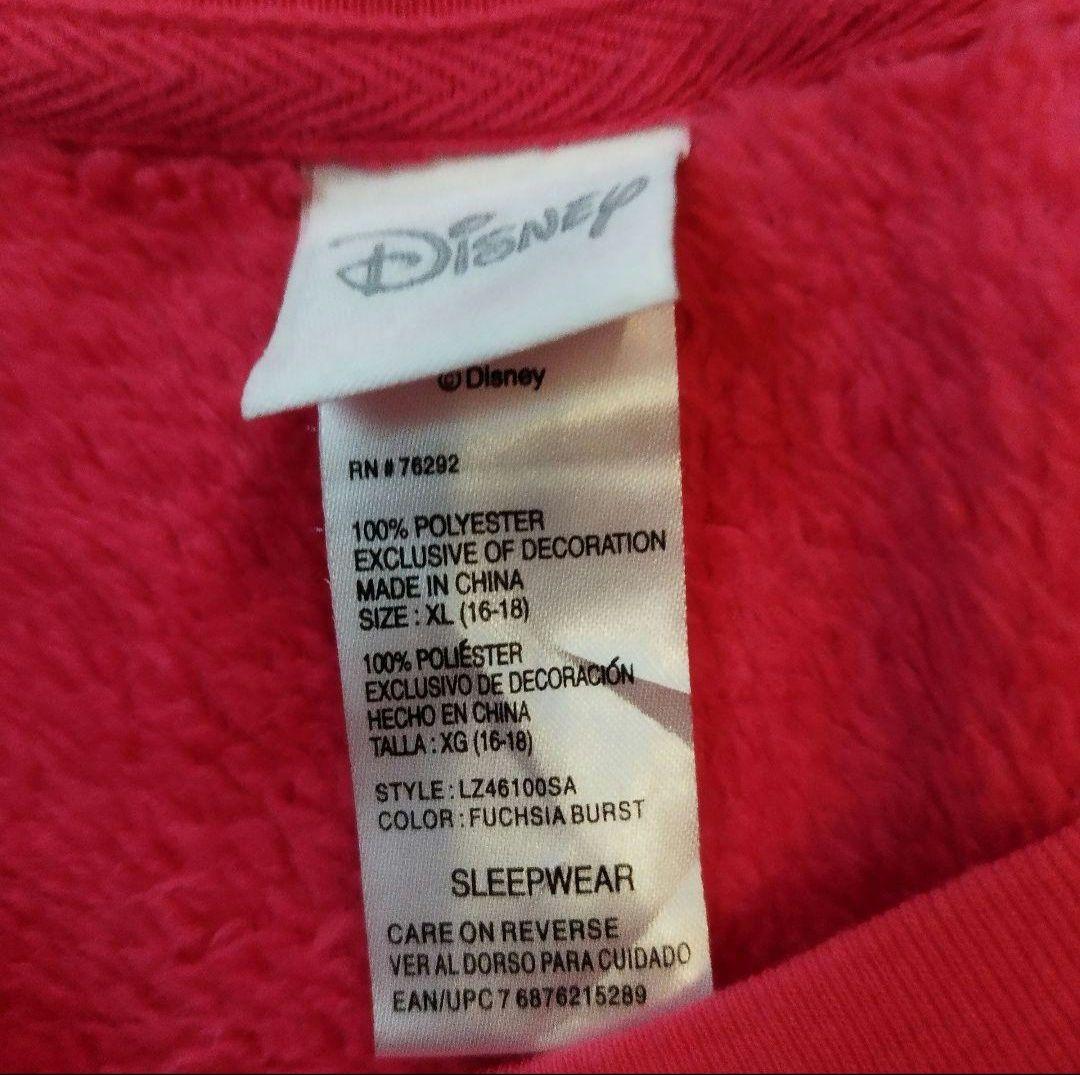 Disney
© Disney
RN # 76292
100% POLYESTER
EXCLUSIVE OF DECORATION
MADE IN CHINA
SIZE : XL (16-18)
100% POLIÉSTER
EXCLUSIVO DE DECORACIÓN
HECHO EN CHINA
TALLA : XG (16-18)
STYLE : LZ46100SA
COLOR : FUCHSIA BURST
SLEEPWEAR
CARE ON REVERSE
VER AL DORSO PARA CUIDADO
EAN/UPC 7 6876215289